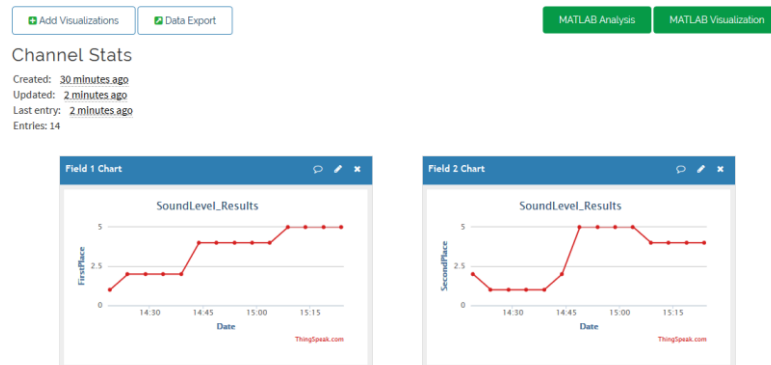 Add Visualizations
Data Export
MATLAB Analysis
MATLAB Visualization
Channel Stats
Created: 30 minutes ago
Updated: 2 minutes ago
Last entry: 2 minutes ago
Entries: 14
Field 1 Chart
SoundLevel_Results
FirstPlace
5
2.5
0
14:30 14:45 15:00 15:15
Date
ThingSpeak.com
Field 2 Chart
SoundLevel_Results
SecondPlace
5
2.5
0
14:30 14:45 15:00 15:15
Date
ThingSpeak.com